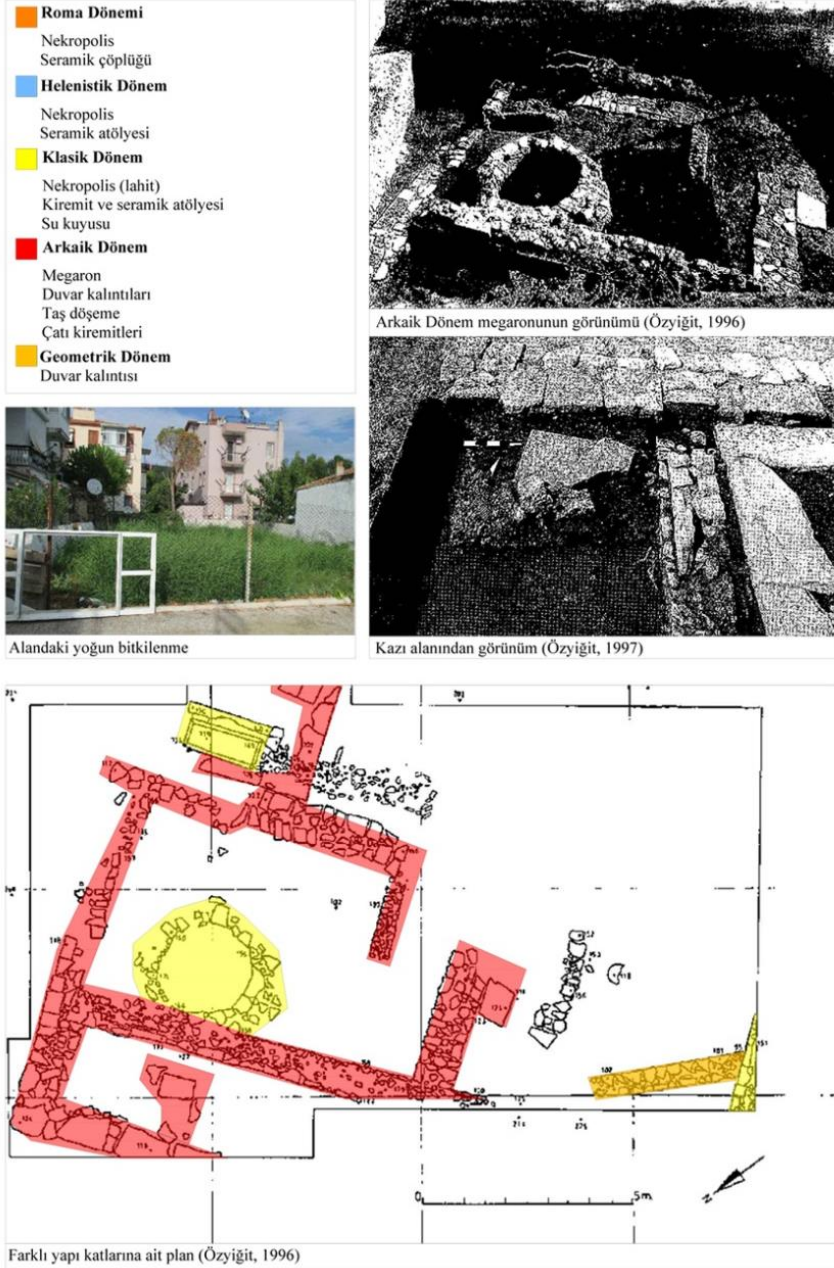 Roma Dönemi
Nekropolis
Seramik çöplüğü
Helenistik Dönem
Nekropolis
Seramik atölyesi
Klasik Dönem
Nekropolis (lahit)
Kiremit ve seramik atölyesi
Su kuyusu
Arkaik Dönem
Megaron
Duvar kalıntıları
Taş döşeme
Çatı kiremitleri
Geometrik Dönem
Duvar kalıntısı
Arkaik Dönem megaronunun görünümü (Özyiğit, 1996)
Alandaki yoğun bitkilenme
Kazı alanından görünüm (Özyiğit, 1997)
N
0 5m
Farklı yapı katlarına ait plan (Özyiğit, 1996)